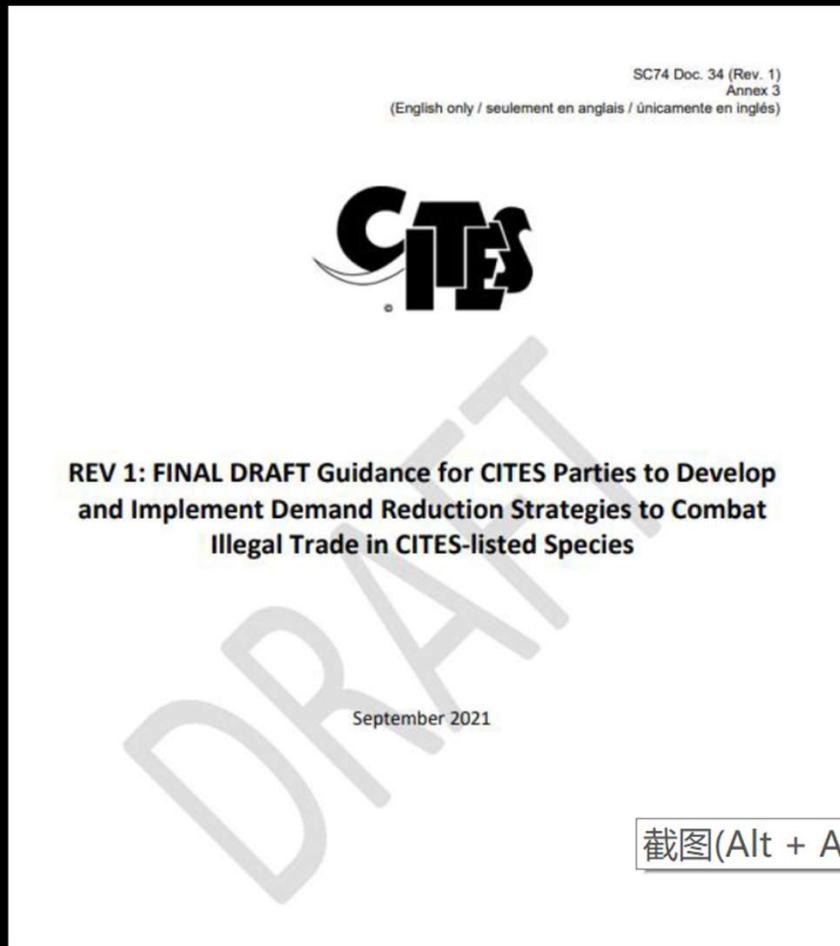 SC74 Doc. 34 (Rev. 1)
Annex 3
(English only / seulement en anglais / únicamente en inglés)
CITES
©
REV 1: FINAL DRAFT Guidance for CITES Parties to Develop
and Implement Demand Reduction Strategies to Combat
Illegal Trade in CITES-listed Species
DRAFT
September 2021
截图(Alt + A